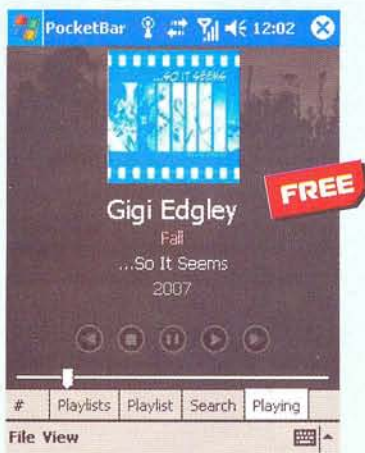 PocketBar 12:02
...SO IT SEEMS
FREE
Gigi Edgley
Fall
...So It Seems
2007
# Playlists Playlist Search Playing
File View